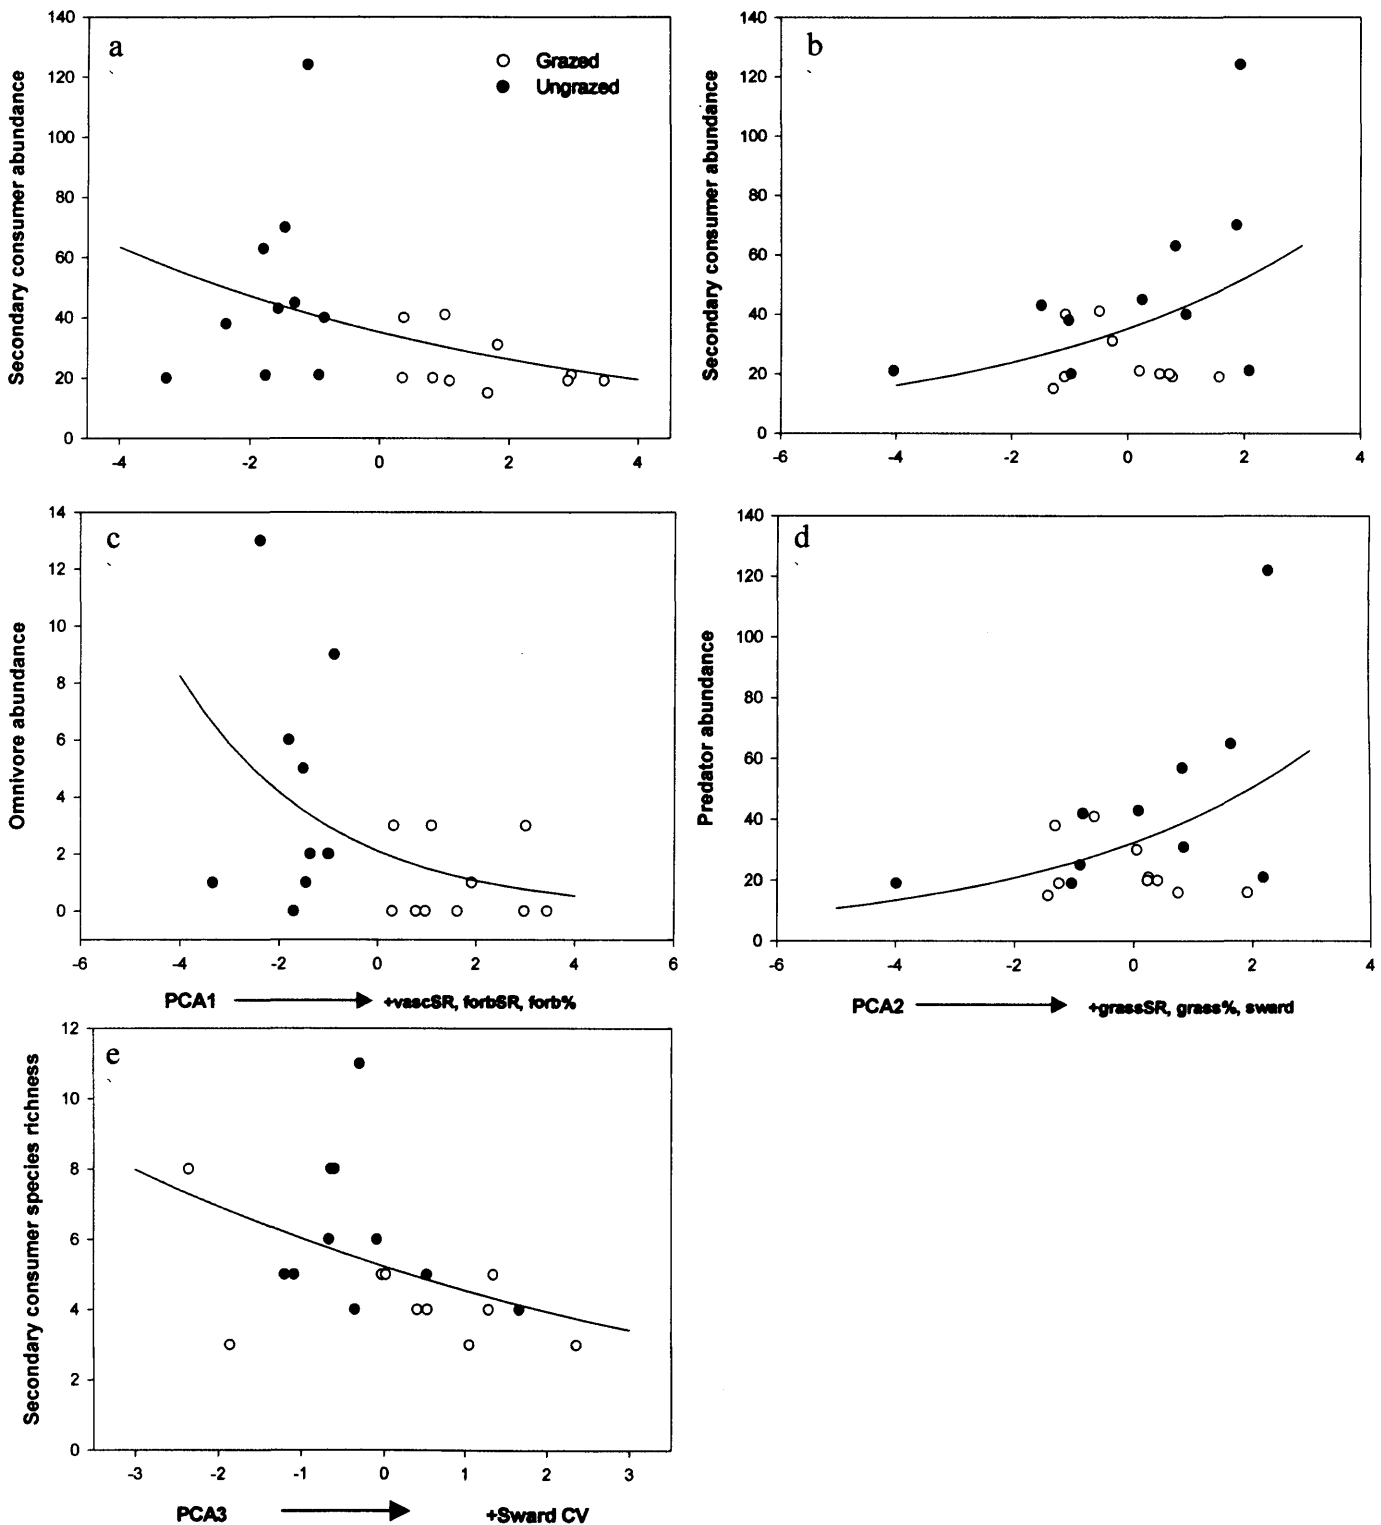 a
Grazed
Ungrazed
Secondary consumer abundance
140
120
100
80
60
40
20
0
-4 -2 0 2 4
b
Secondary consumer abundance
140
120
100
80
60
40
20
0
-6 -4 -2 0 2 4
c
Omnivore abundance
14
12
10
8
6
4
2
0
-6 -4 -2 0 2 4 6
PCA1 +vascSR, forbSR, forb%
d
Predator abundance
140
120
100
80
60
40
20
0
-6 -4 -2 0 2 4
PCA2 +grassSR, grass%, sward
e
Secondary consumer species richness
12
10
8
6
4
2
0
-3 -2 -1 0 1 2 3
PCA3 +Sward CV